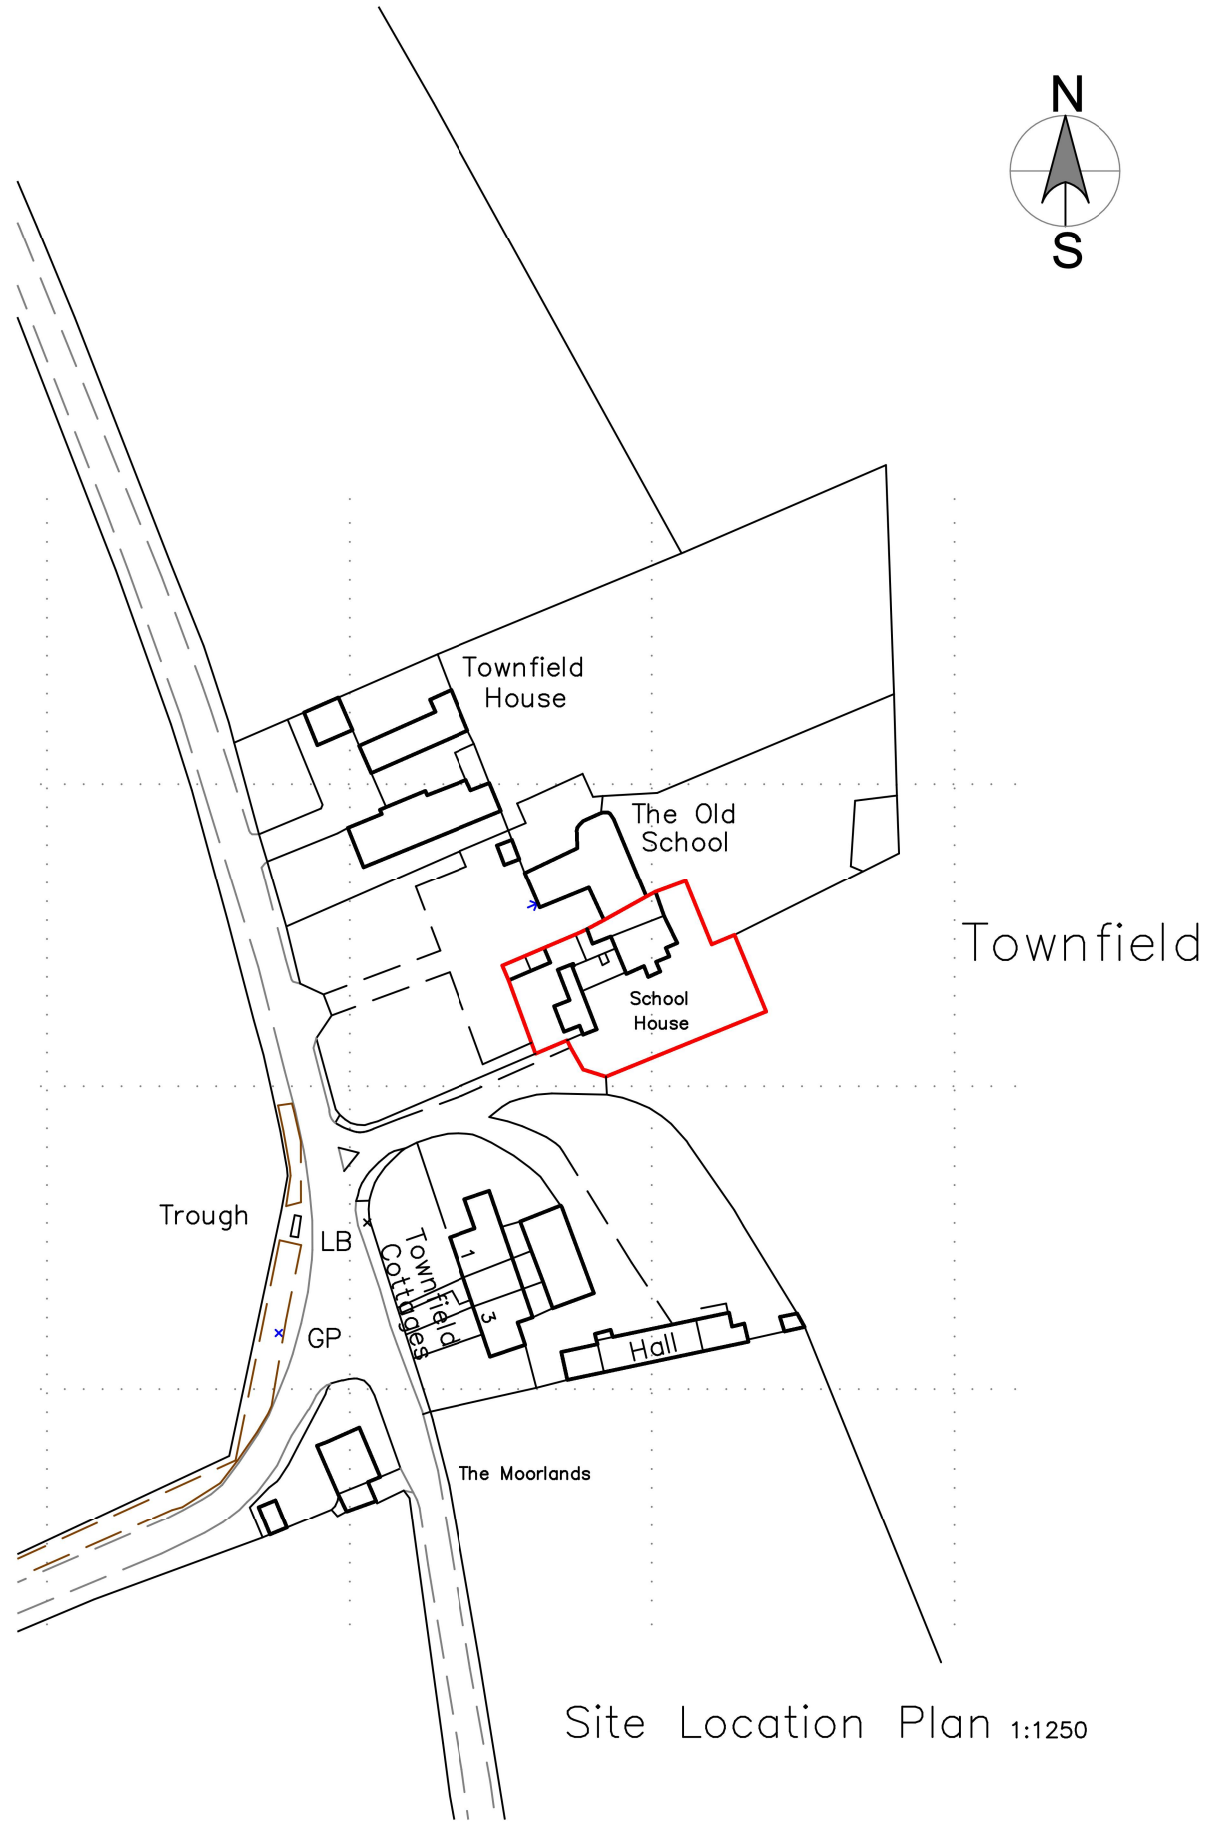 N
S
Townfield
House
The Old
School
Townfield
School
House
Trough
LB
Townfield
Cottages
1
3
GP
Hall
The Moorlands
Site Location Plan 1:1250